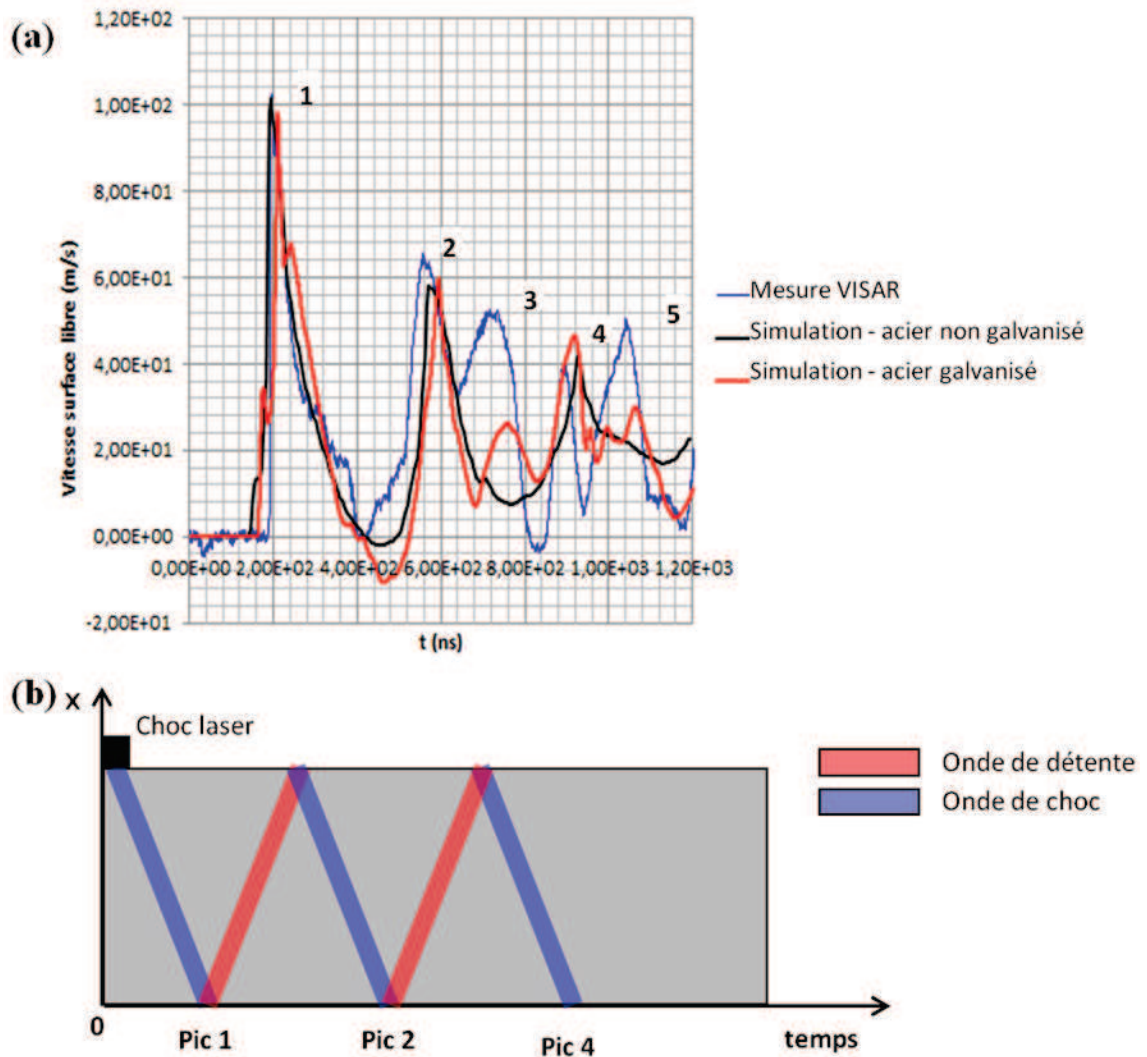 (a)
1,20E+02
1,00E+02
8,00E+01
6,00E+01
4,00E+01
2,00E+01
0,00E+00
-2,00E+01
Vitesse surface libre (m/s)
1
2
3
4
5
0,00E+00 2,00E+02 4,00E+02 6,00E+02 8,00E+02 1,00E+03 1,20E+03
t (ns)
Mesure VISAR
Simulation - acier non galvanisé
Simulation - acier galvanisé
(b)
x
Choc laser
Onde de détente
Onde de choc
0
Pic 1
Pic 2
Pic 4
temps